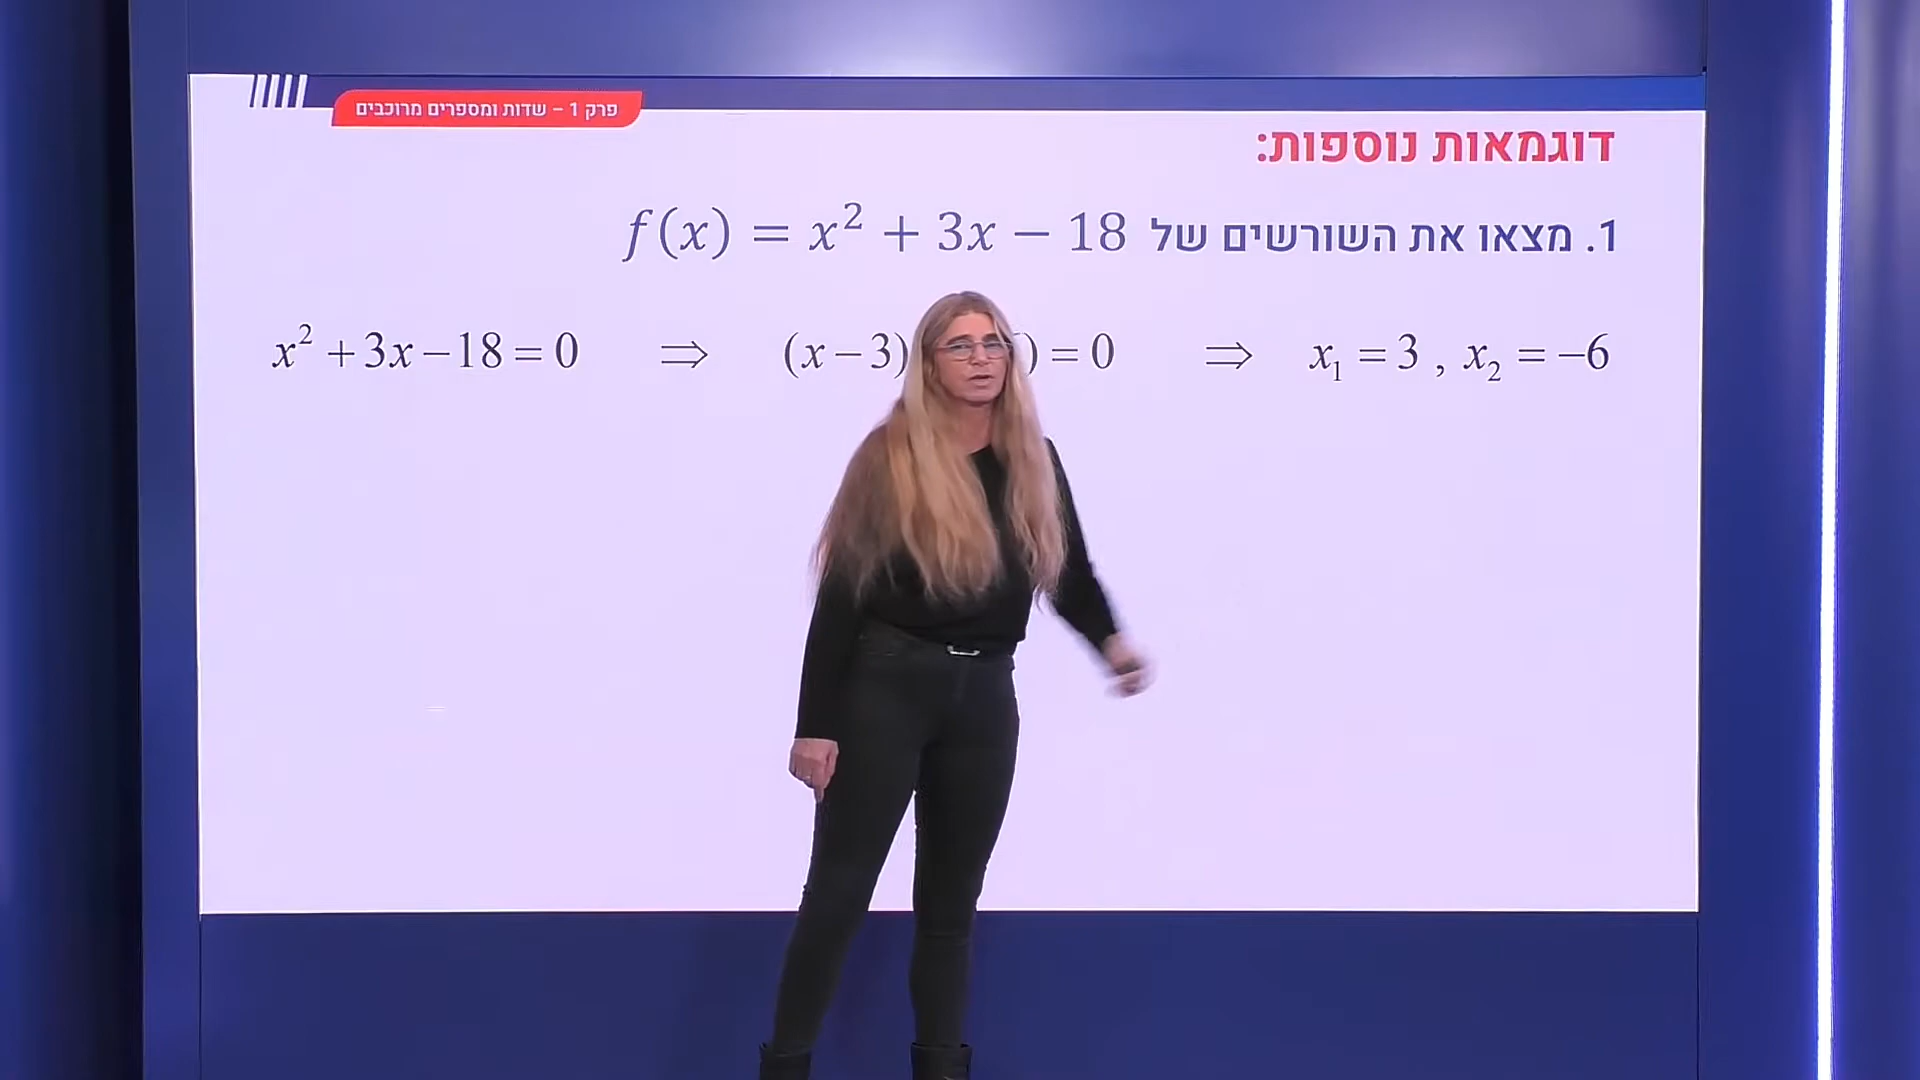 פרק 1 – שדות ומספרים מרוכבים
דוגמאות נוספות:
1. מצאו את השורשים של f(x) = x² + 3x − 18
x² + 3x − 18 = 0 ⇒ (x − 3) ) = 0 ⇒ x₁ = 3 , x₂ = −6